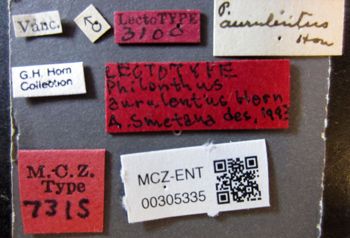 Vanc.
♂
LectoTYPE
3108
P.
aurulentus
Horn
G.H. Horn
Collection
LECTOTYPE
Philonthus
aurulentus Horn
A. Smetana des, 1993
M.-C. Z.
Type
7315
MCZ-ENT
00305335